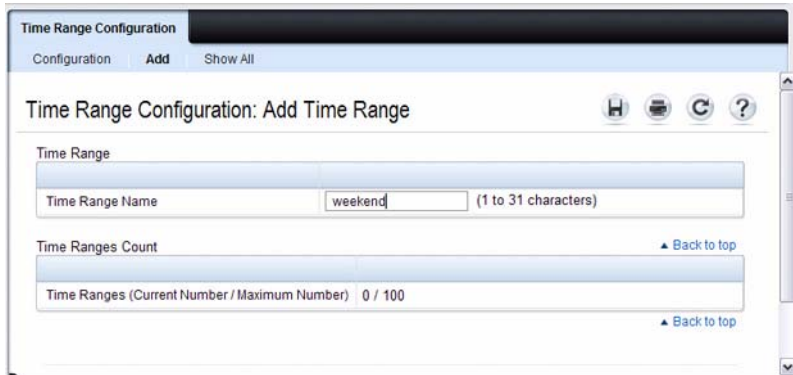 Time Range Configuration
Configuration Add Show All
Time Range Configuration: Add Time Range
Time Range
Time Range Name weekend (1 to 31 characters)
Time Ranges Count ▲ Back to top
Time Ranges (Current Number / Maximum Number) 0 / 100
▲ Back to top